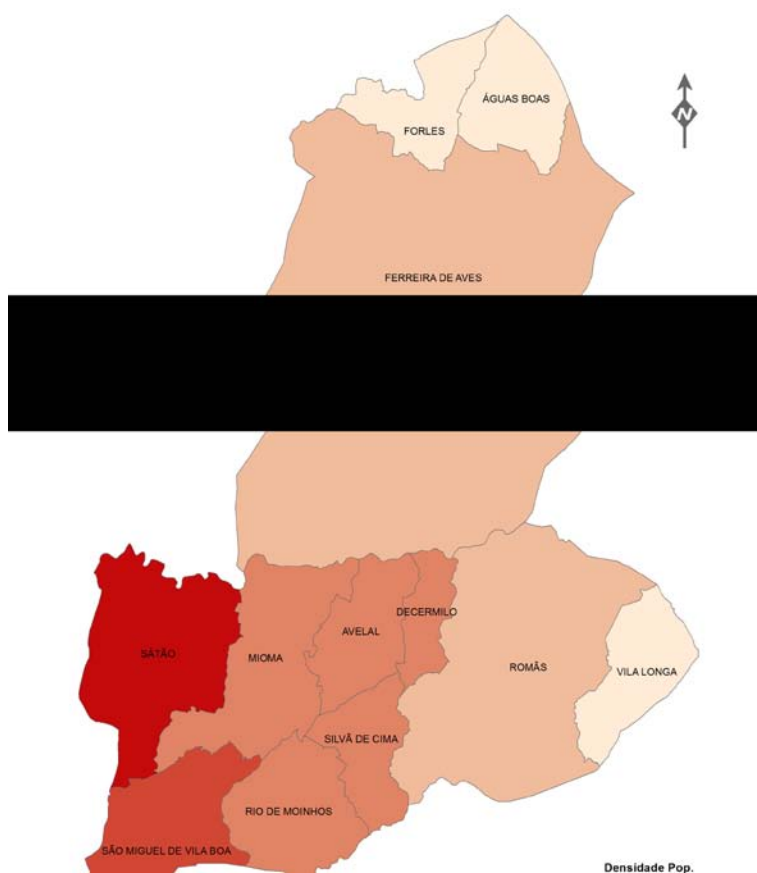 ÁGUAS BOAS
FORLES
N
FERREIRA DE AVES
DECERMILO
AVELAL
SÁTÃO
MIOMA
ROMÃS
VILA LONGA
SILVÃ DE CIMA
RIO DE MOINHOS
SÃO MIGUEL DE VILA BOA
Densidade Pop.